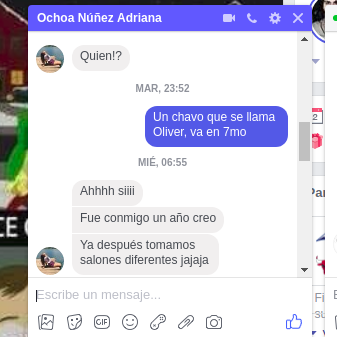 Ochoa Núñez Adriana
Quien!?
MAR, 23:52
Un chavo que se llama
Oliver, va en 7mo
MIÉ, 06:55
Ahhhh siiii
Fue conmigo un año creo
Ya después tomamos
salones diferentes jajaja
Escribe un mensaje...
GIF